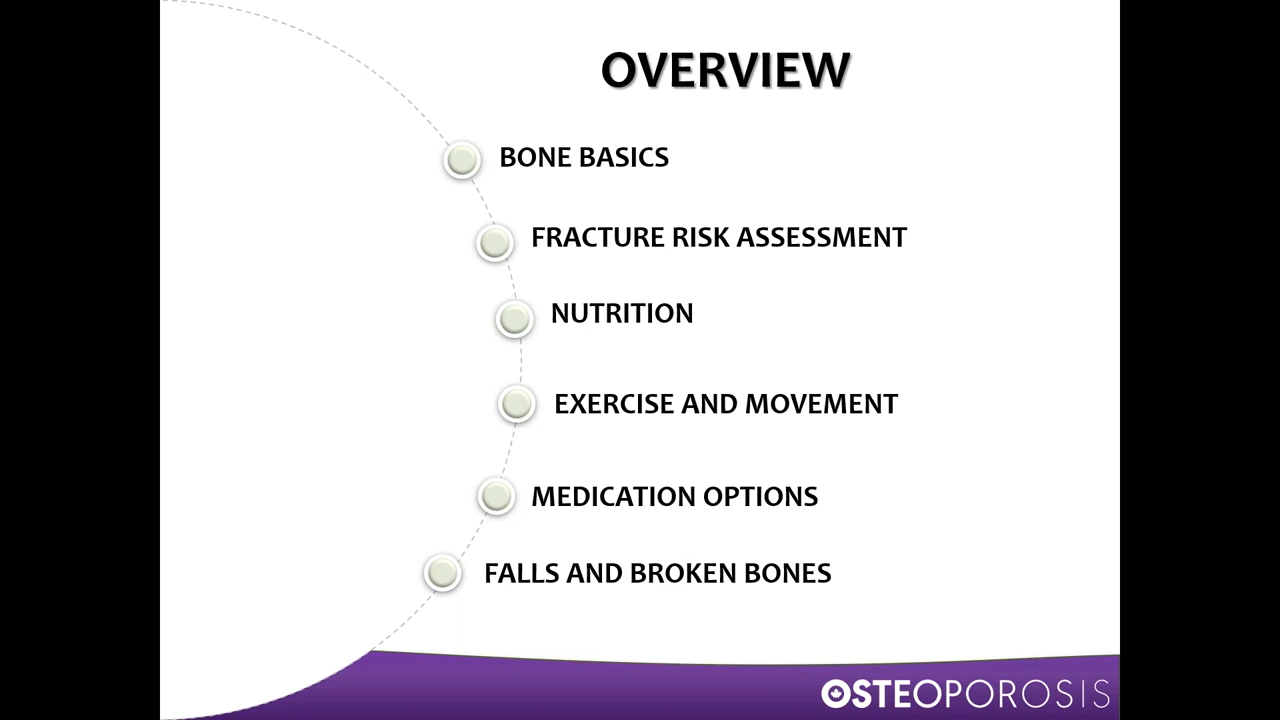 OVERVIEW
BONE BASICS
FRACTURE RISK ASSESSMENT
NUTRITION
EXERCISE AND MOVEMENT
MEDICATION OPTIONS
FALLS AND BROKEN BONES
OSTEOPOROSIS